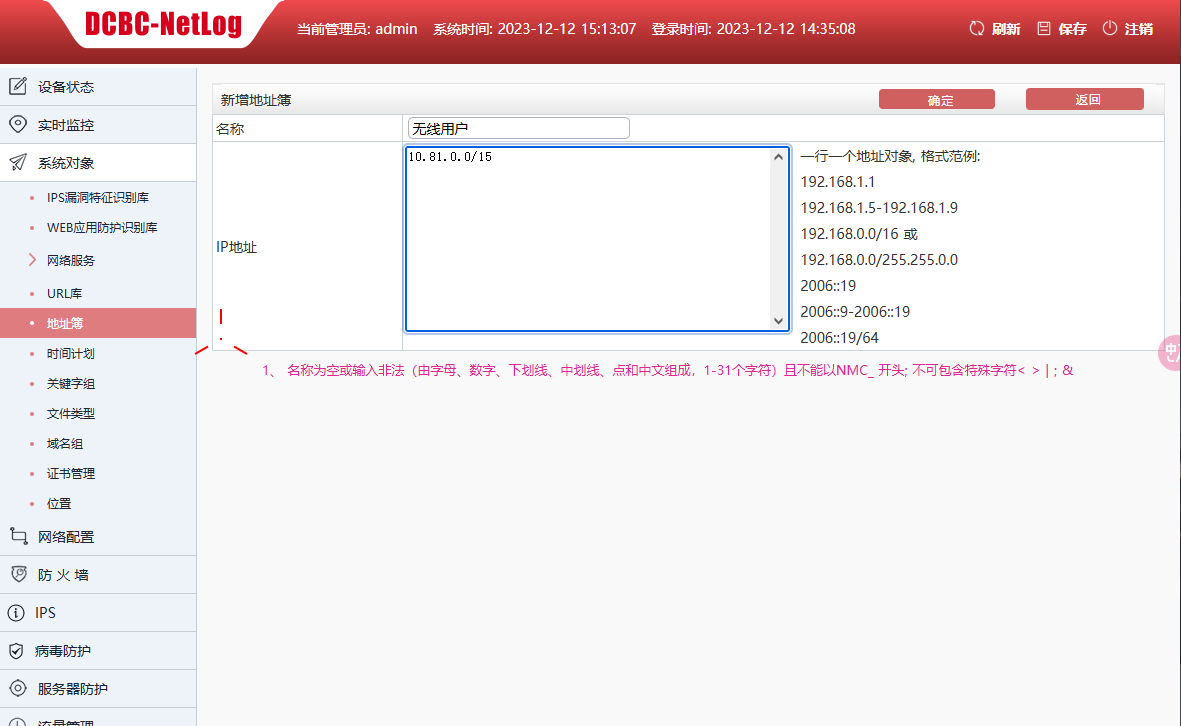 DCBC-NetLog
当前管理员: admin 系统时间: 2023-12-12 15:13:07 登录时间: 2023-12-12 14:35:08
刷新 保存 注销
设备状态
实时监控
系统对象
IPS漏洞特征识别库
WEB应用防护识别库
网络服务
URL库
地址簿
时间计划
关键字组
文件类型
域名组
证书管理
位置
网络配置
防 火 墙
IPS
病毒防护
服务器防护
流量管理
新增地址簿
确定 返回
名称
无线用户
IP地址
10.81.0.0/15
一行一个地址对象, 格式范例:
192.168.1.1
192.168.1.5-192.168.1.9
192.168.0.0/16 或
192.168.0.0/255.255.0.0
2006::19
2006::9-2006::19
2006::19/64
1、 名称为空或输入非法（由字母、数字、下划线、中划线、点和中文组成，1-31个字符）且不能以NMC_ 开头; 不可包含特殊字符< > | ; &